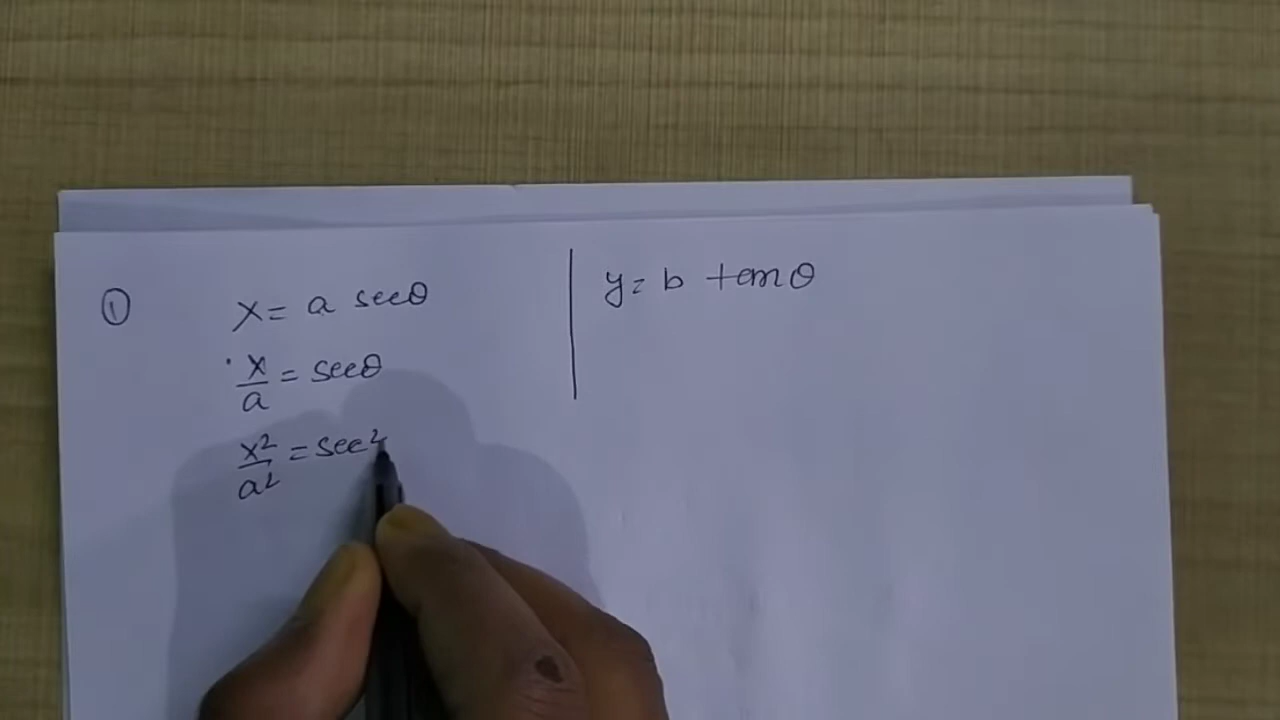 ① x = a secθ
x/a = secθ
x²/a² = sec²
y = b tanθ